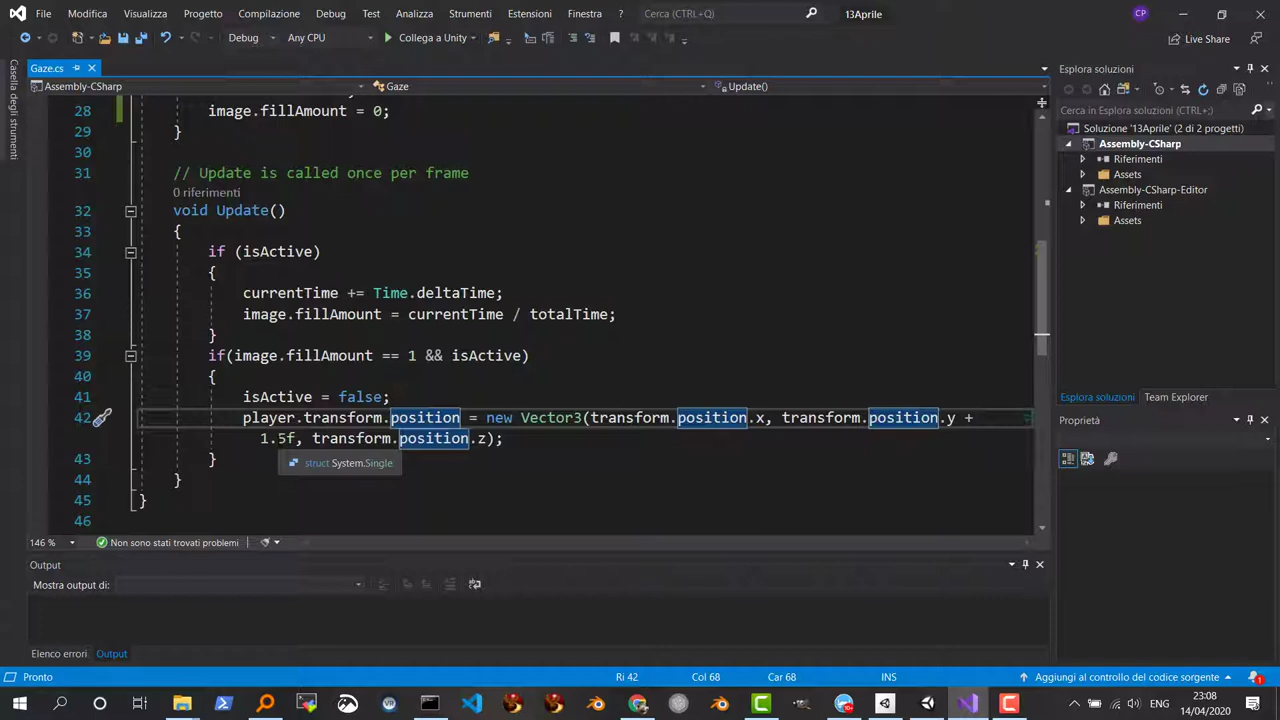 File Modifica Visualizza Progetto Compilazione Debug Test Analizza Strumenti Estensioni Finestra ? Cerca (CTRL+Q) 13Aprile CP
Debug Any CPU Collega a Unity Live Share
Gaze.cs
Esplora soluzioni
Assembly-CSharp Gaze Update()
Casella degli strumenti
Cerca in Esplora soluzioni (CTRL+;)
Soluzione '13Aprile' (2 di 2 progetti)
Assembly-CSharp
Riferimenti
Assets
Assembly-CSharp-Editor
Riferimenti
Assets
28 image.fillAmount = 0;
29 }
30
31 // Update is called once per frame
0 riferimenti
32 void Update()
33 {
34 if (isActive)
35 {
36 currentTime += Time.deltaTime;
37 image.fillAmount = currentTime / totalTime;
38 }
39 if(image.fillAmount == 1 && isActive)
40 {
41 isActive = false;
42 player.transform.position = new Vector3(transform.position.x, transform.position.y +
1.5f, transform.position.z);
43 }
struct System.Single
44 }
45 }
46
Esplora soluzioni Team Explorer
Proprietà
146 % Non sono stati trovati problemi
Output
Mostra output di:
Elenco errori Output
Pronto Ri 42 Col 68 Car 68 INS Aggiungi al controllo del codice sorgente 1
ENG 23:08 14/04/2020